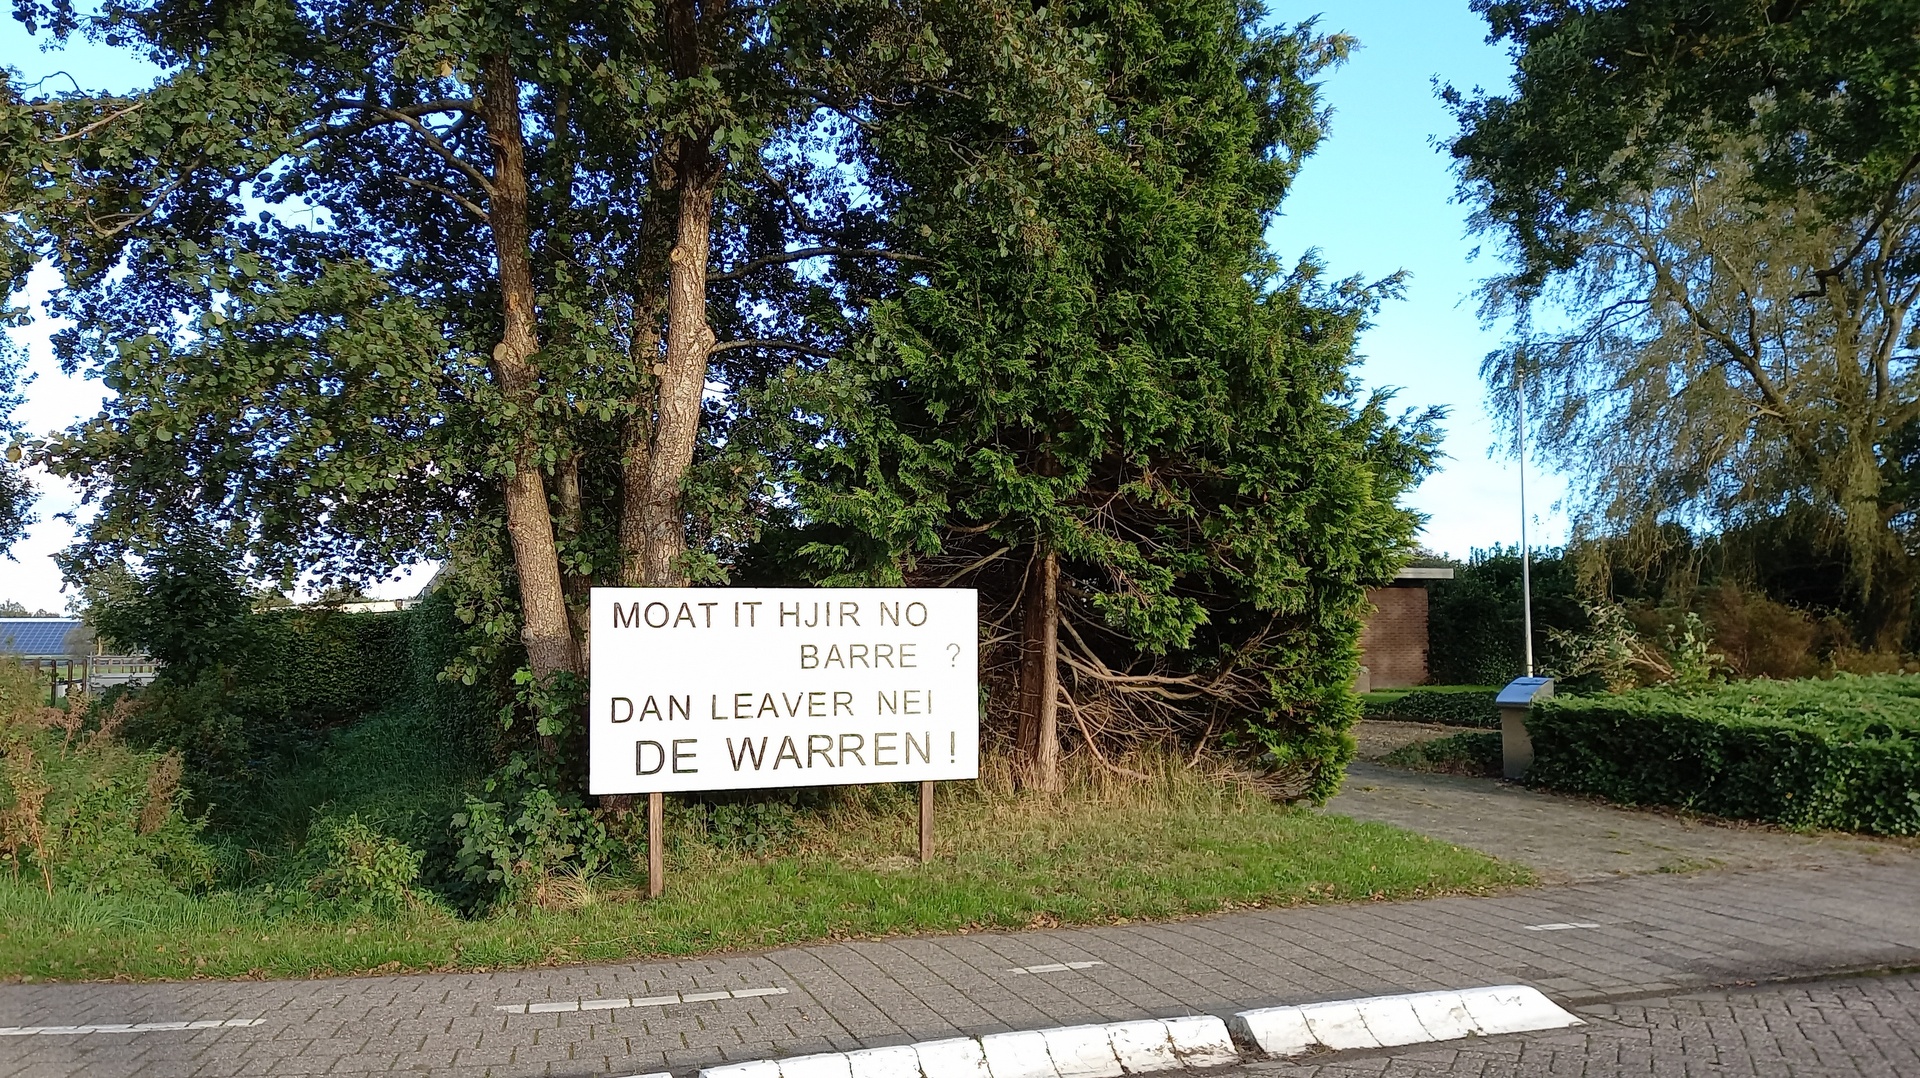 MOAT IT HJIR NO
BARRE ?
DAN LEAVER NEI
DE WARREN !